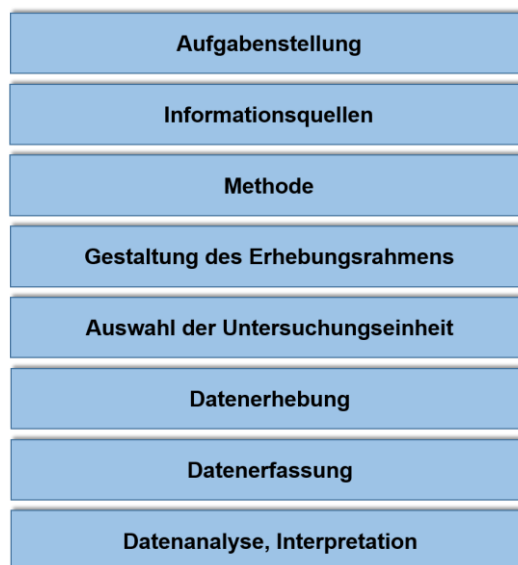 Aufgabenstellung
Informationsquellen
Methode
Gestaltung des Erhebungsrahmens
Auswahl der Untersuchungseinheit
Datenerhebung
Datenerfassung
Datenanalyse, Interpretation